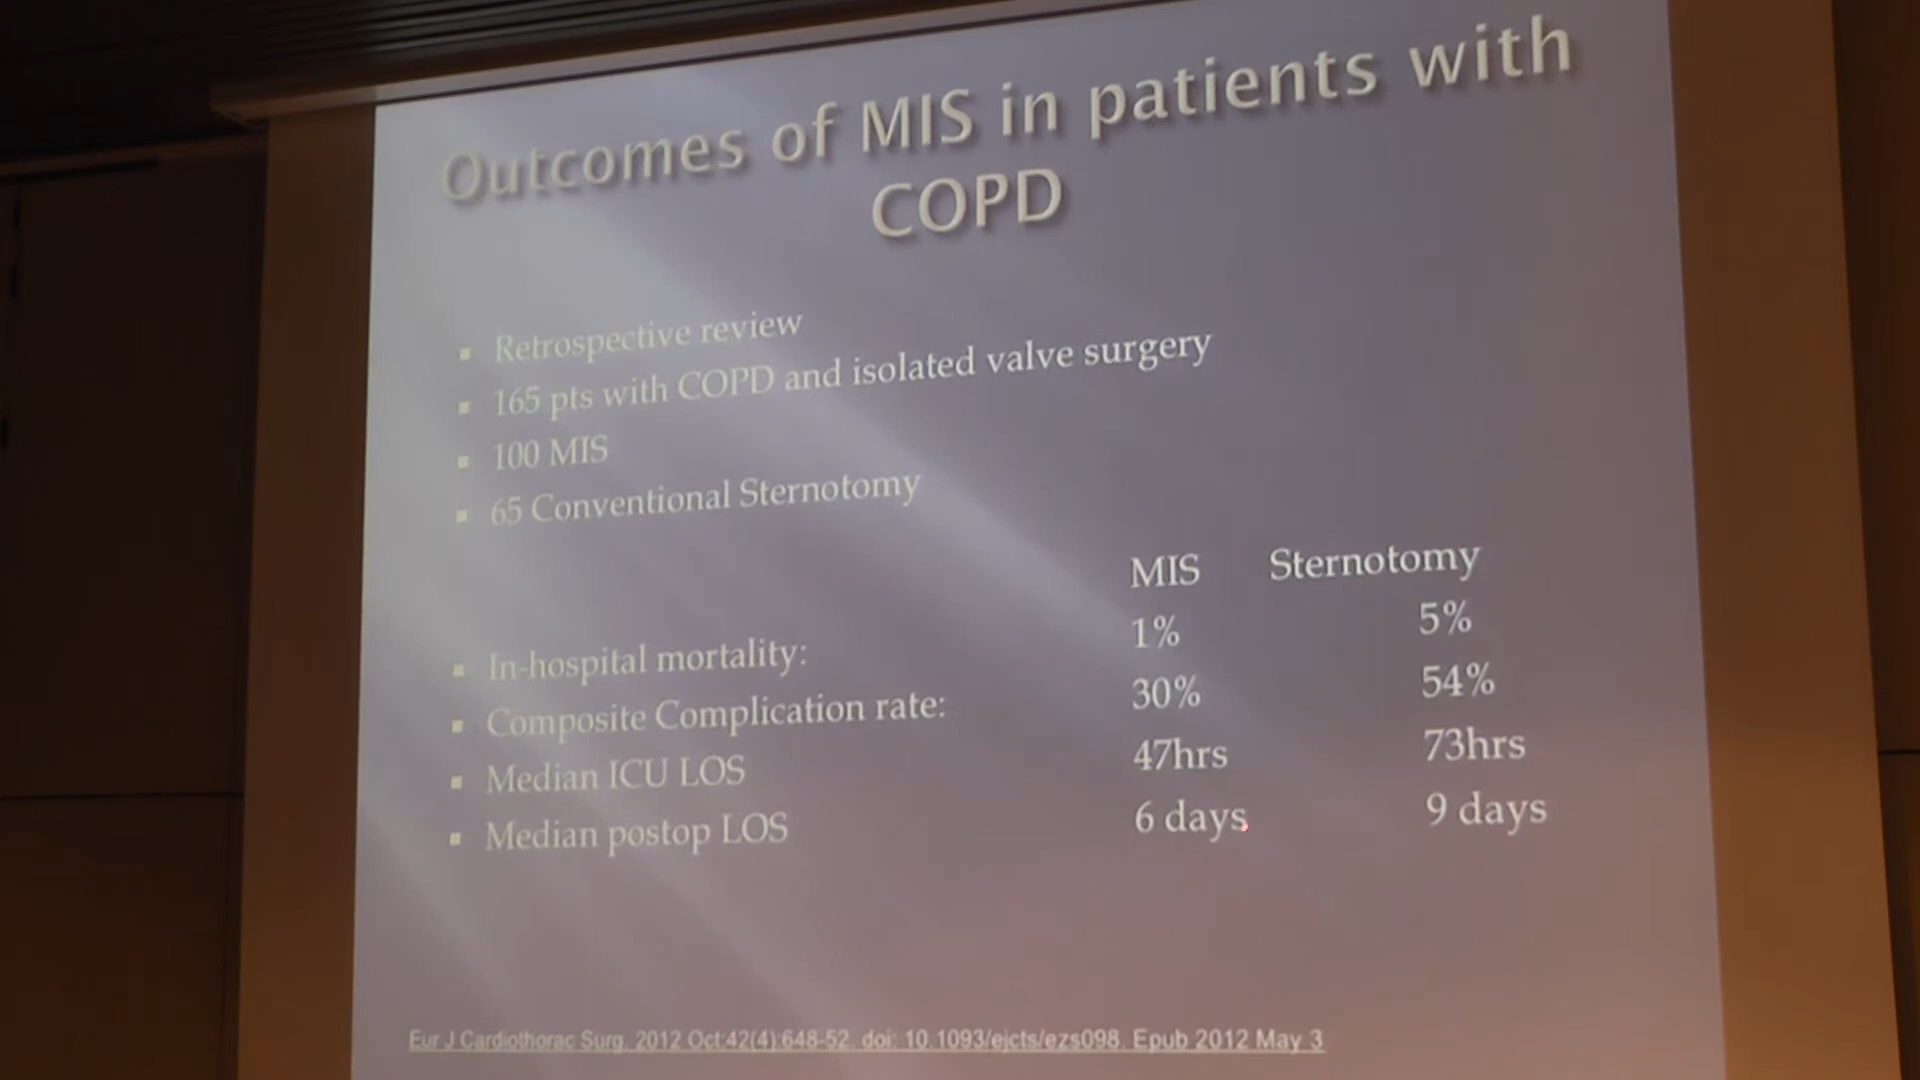 Outcomes of MIS in patients with
COPD
▪ Retrospective review
▪ 165 pts with COPD and isolated valve surgery
▪ 100 MIS
▪ 65 Conventional Sternotomy
MIS Sternotomy
▪ In-hospital mortality: 1% 5%
▪ Composite Complication rate: 30% 54%
▪ Median ICU LOS 47hrs 73hrs
▪ Median postop LOS 6 days 9 days
Eur J Cardiothorac Surg. 2012 Oct;42(4):648-52. doi: 10.1093/ejcts/ezs098. Epub 2012 May 3